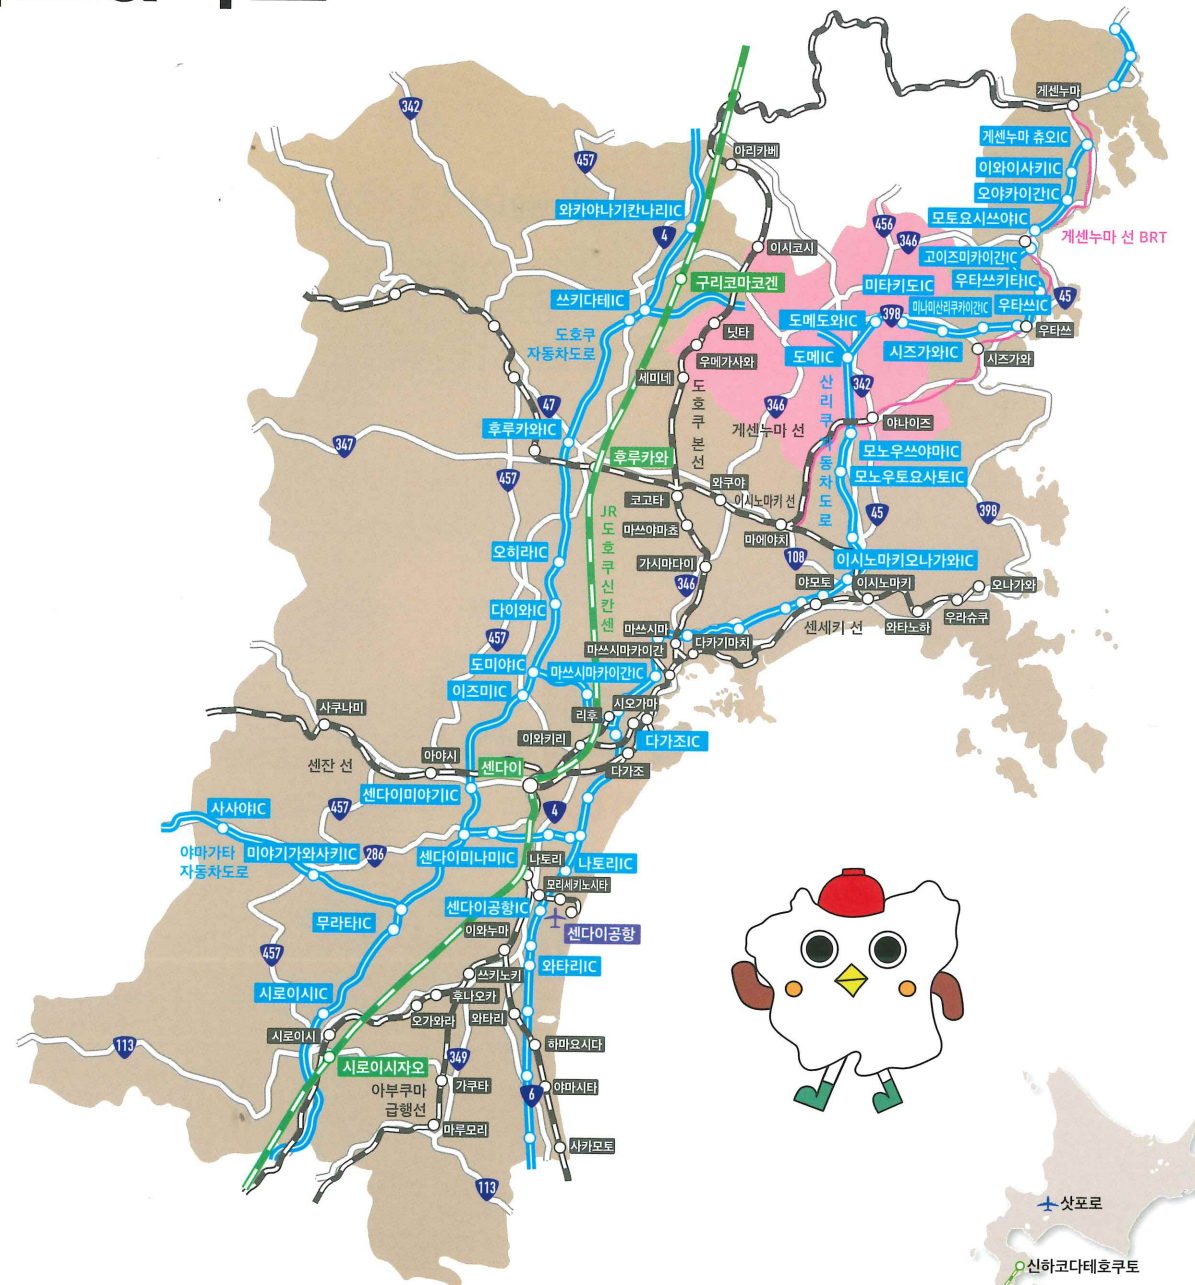 342
457
게센누마
게센누마 츄오IC
아리카베
이와이사키IC
오야카이간IC
와카야나기칸나리IC
모토요시쓰야IC
4
456
346
게센누마 선 BRT
이시코시
고이즈미카이간IC
구리코마코겐
미타키도IC
우타쓰키타IC
쓰키다테IC
미나미산리쿠카이간IC
우타쓰IC
45
도메도와IC
398
도호쿠
자동차도로
닛타
우타쓰
우메가사와
도메IC
시즈가와IC
시즈가와
세미네
산리쿠 자동차도로
342
도호쿠 본선
47
346
야나이즈
후루카와IC
게센누마 선
347
모노우쓰야마IC
후루카와
457
와쿠야
모노우토요사토IC
코고타
이시노마키 선
JR도호쿠신칸센
45
398
마쓰야마쵸
마에야치
오히라IC
108
이시노마키오나가와IC
가시마다이
346
야모토
이시노마키
오나가와
다이와IC
우라슈쿠
457
마쓰시마
센세키 선
와타노하
마쓰시마카이간
다카기마치
도미야IC
마쓰시마카이간IC
이즈미IC
시오가마
사쿠나미
리후
이와키리
다가조IC
아야시
센잔 선
센다이
다가조
센다이미야기IC
사사야IC
457
4
야마가타
자동차도로
미야기가와사키IC
286
센다이미나미IC
나토리
나토리IC
모리세키노시타
센다이공항IC
무라타IC
이와누마
센다이공항
457
와타리IC
쓰키노키
시로이시IC
후나오카
오가와라
와타리
시로이시
113
하마요시다
349
시로이시자오
가쿠타
야마시타
아부쿠마
급행선
6
마루모리
사카모토
113
삿포로
신하코다테호쿠토